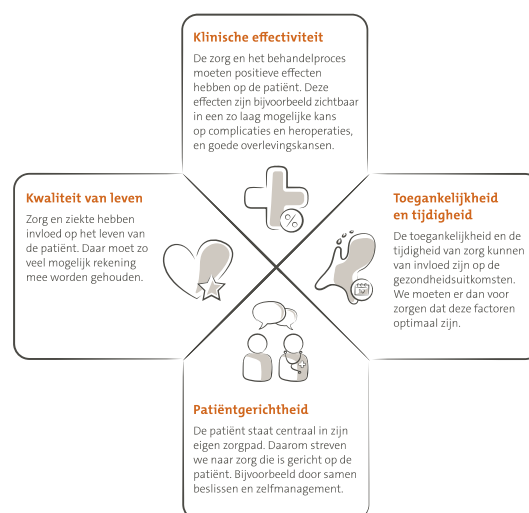 Klinische effectiviteit
De zorg en het behandelproces
moeten positieve effecten
hebben op de patiënt. Deze
effecten zijn bijvoorbeeld zichtbaar
in een zo laag mogelijke kans
op complicaties en heroperaties,
en goede overlevingskansen.
Kwaliteit van leven
Zorg en ziekte hebben
invloed op het leven van
de patiënt. Daar moet zo
veel mogelijk rekening
mee worden gehouden.
%
Toegankelijkheid
en tijdigheid
De toegankelijkheid en de
tijdigheid van zorg kunnen
van invloed zijn op de
gezondheidsuitkomsten.
We moeten er dan voor
zorgen dat deze factoren
optimaal zijn.
Patiëntgerichtheid
De patiënt staat centraal in zijn
eigen zorgpad. Daarom streven
we naar zorg die is gericht op de
patiënt. Bijvoorbeeld door samen
beslissen en zelfmanagement.